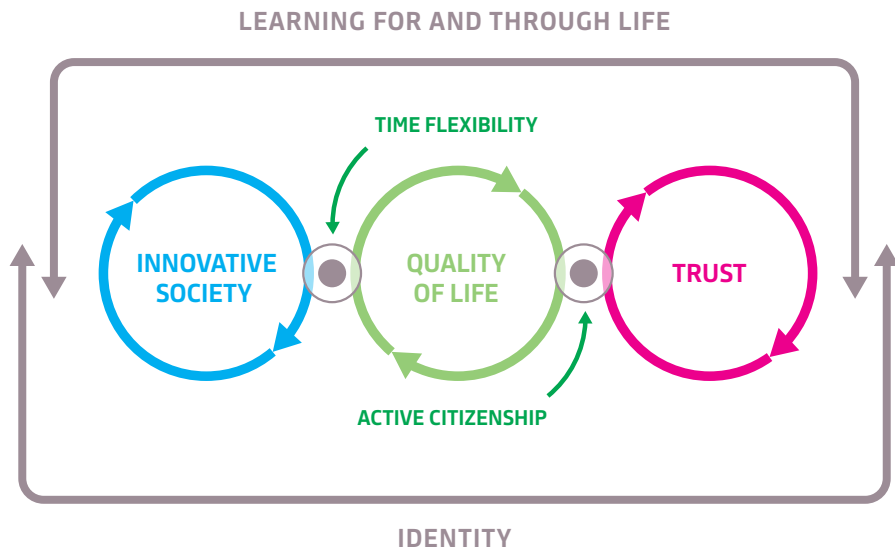 LEARNING FOR AND THROUGH LIFE
TIME FLEXIBILITY
INNOVATIVE
SOCIETY
QUALITY
OF LIFE
TRUST
ACTIVE CITIZENSHIP
IDENTITY